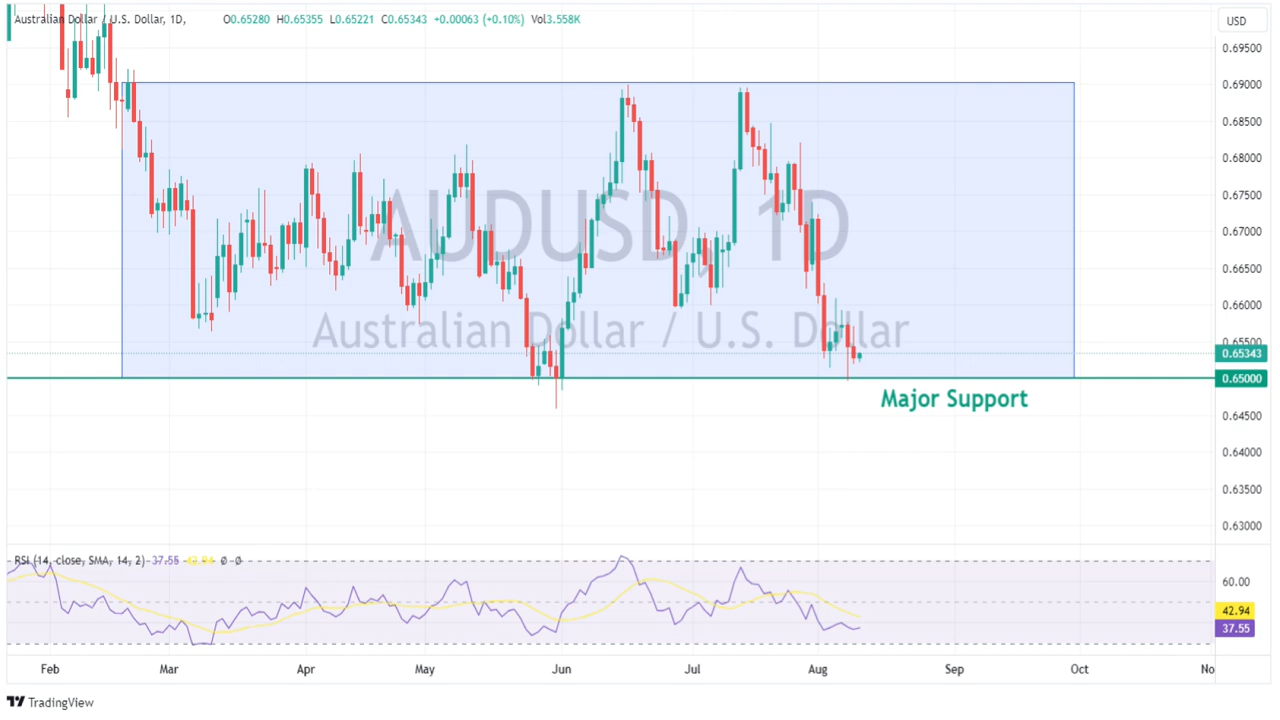 Australian Dollar / U.S. Dollar, 1D, O0.65280 H0.65355 L0.65221 C0.65343 +0.00063 (+0.10%) Vol3.558K
USD
0.69500
0.69000
0.68500
0.68000
0.67500
0.67000
0.66500
0.66000
0.65500
0.65343
0.65000
0.64500
0.64000
0.63500
0.63000
AUDUSD, 1D
Australian Dollar / U.S. Dollar
Major Support
RSI (14, close, SMA, 14, 2) 37.55 42.94 Ø Ø
60.00
42.94
37.55
Feb Mar Apr May Jun Jul Aug Sep Oct No
TradingView